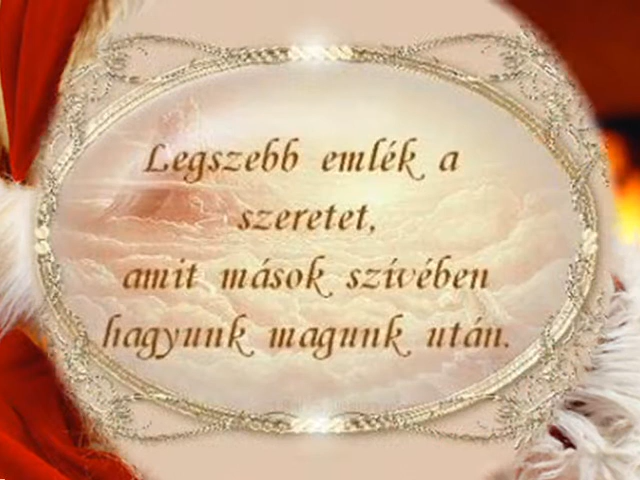 Legszebb emlék a
szeretet,
amit mások szívében
hagyunk magunk után.